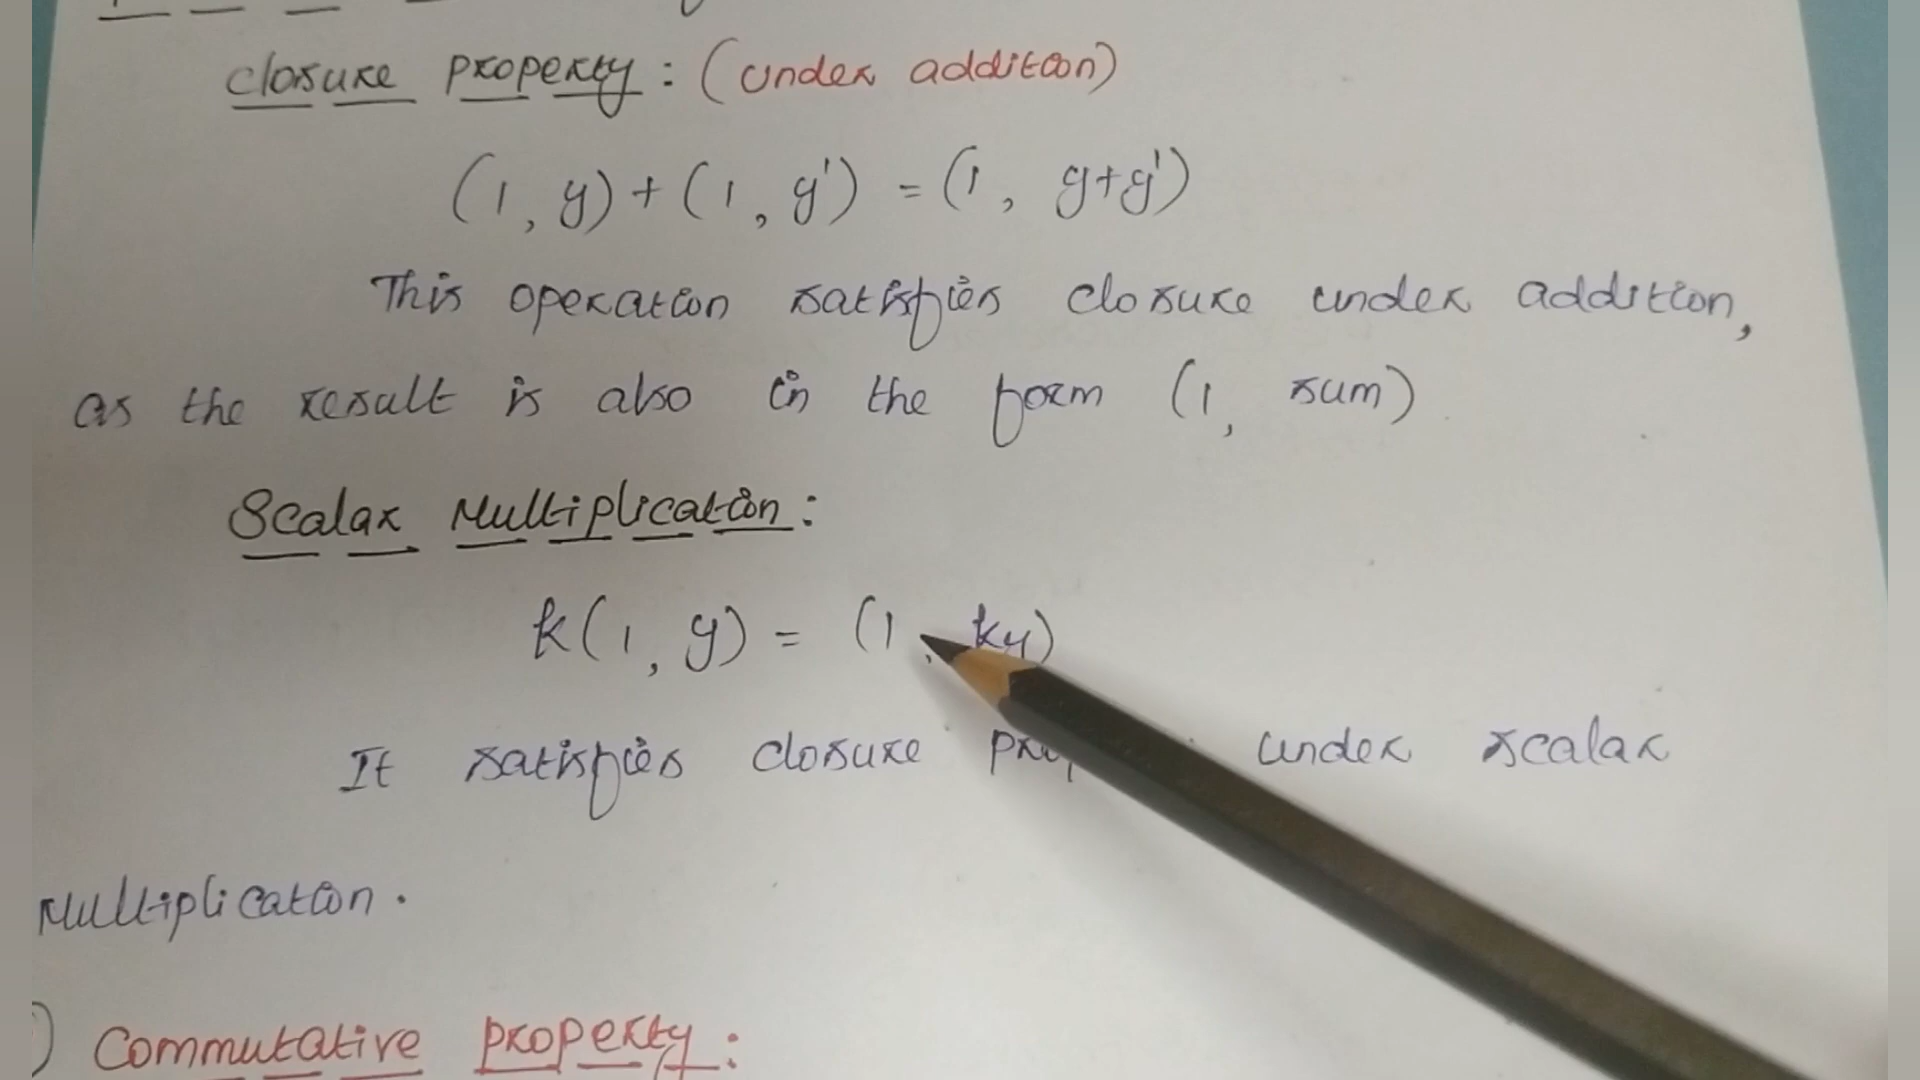 Closure property: (under addition)
(1, y) + (1, y') = (1, y+y')
This operation satisfies closure under addition,
as the result is also in the form (1, sum)
Scalar Multiplication:
k(1, y) = (1, ky)
It satisfies closure under scalar
Multiplication.
Commutative property: